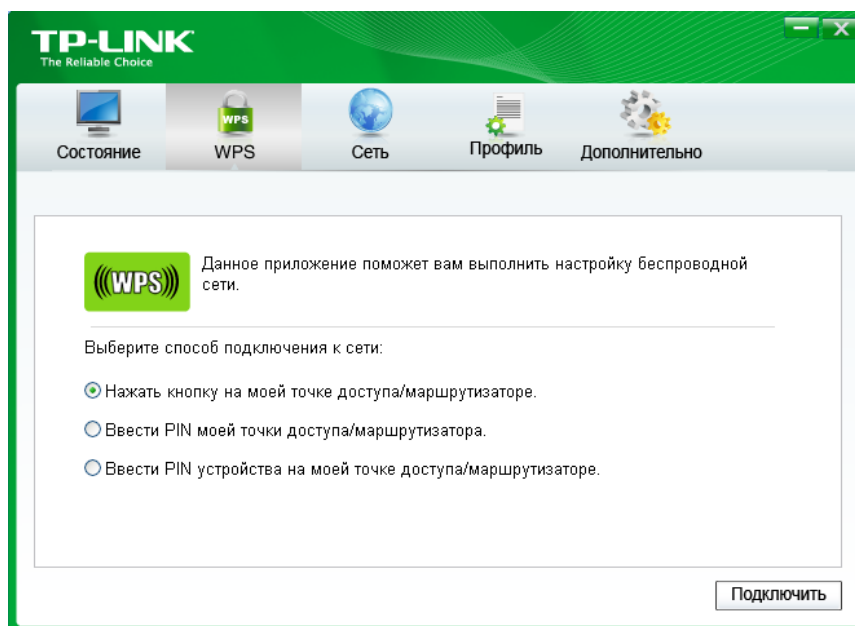 TP-LINK
The Reliable Choice
WPS
Состояние
WPS
Сеть
Профиль
Дополнительно
(((WPS)))
Данное приложение поможет вам выполнить настройку беспроводной
сети.
Выберите способ подключения к сети:
Нажать кнопку на моей точке доступа/маршрутизаторе.
Ввести PIN моей точки доступа/маршрутизатора.
Ввести PIN устройства на моей точке доступа/маршрутизаторе.
Подключить